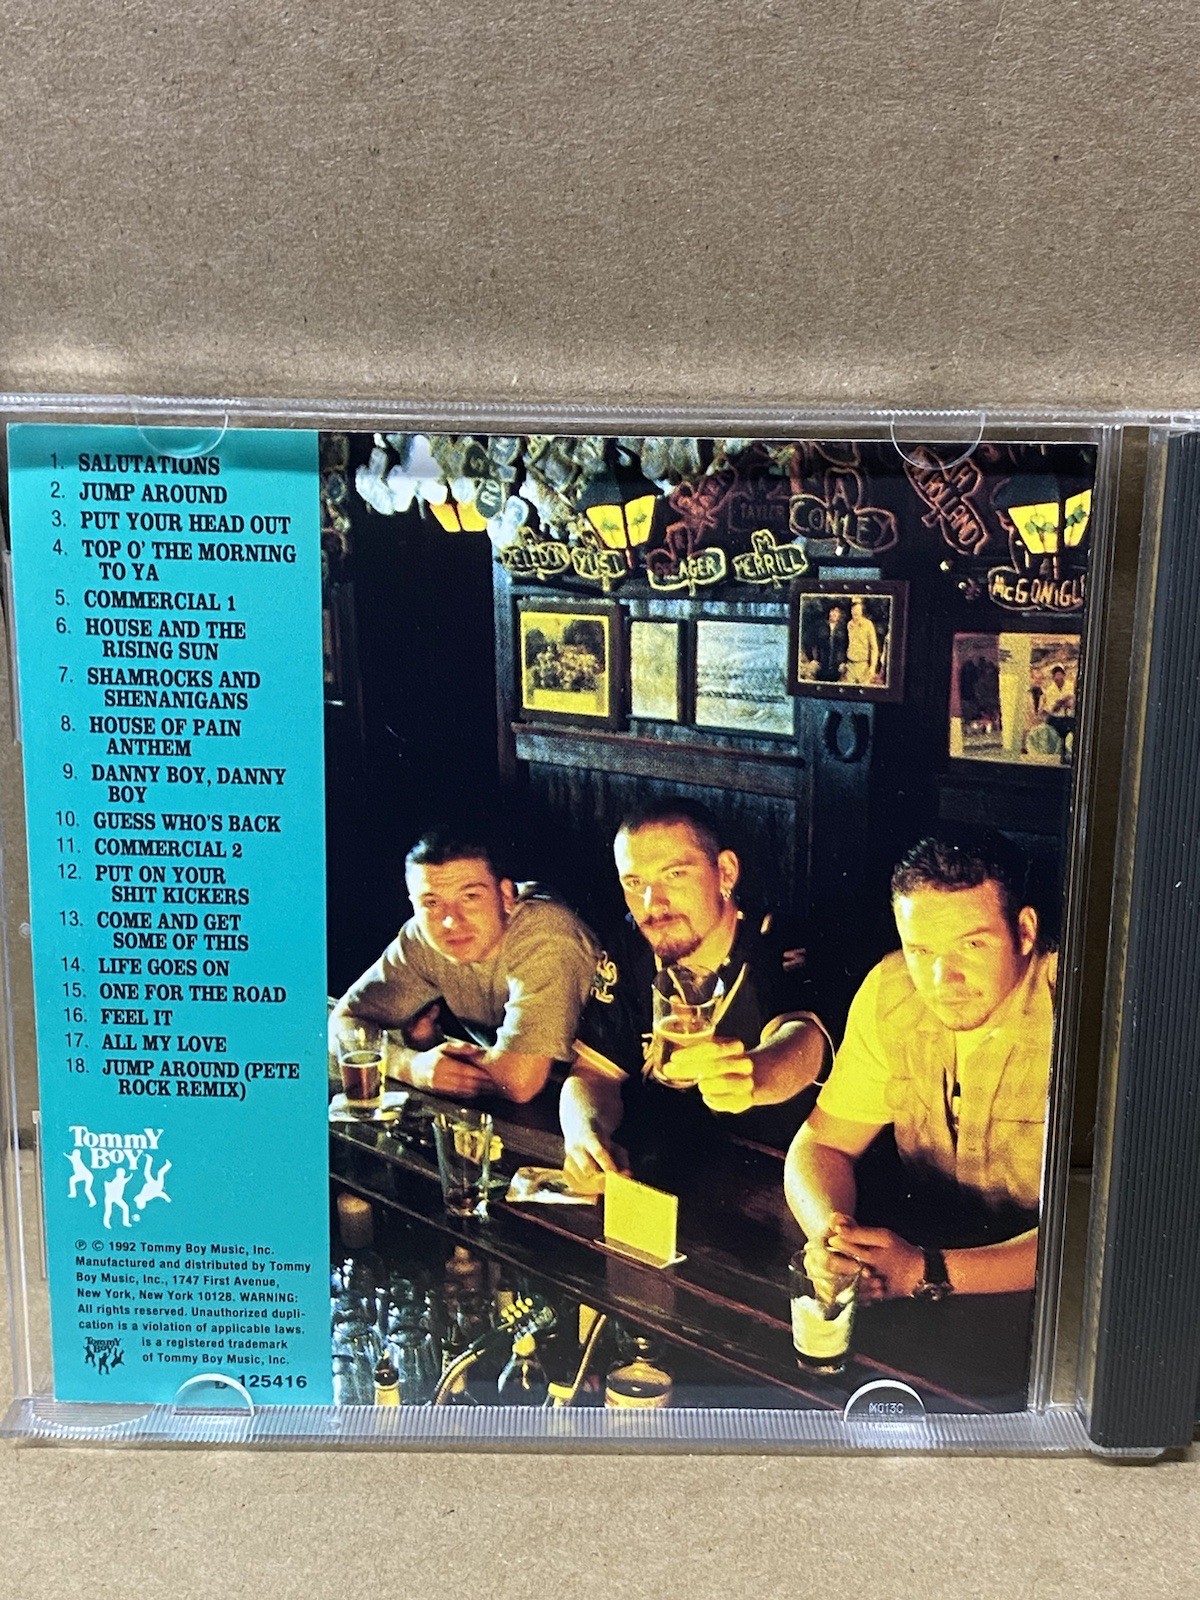 1. SALUTATIONS
2. JUMP AROUND
3. PUT YOUR HEAD OUT
4. TOP O' THE MORNING
TO YA
5. COMMERCIAL 1
6. HOUSE AND THE
RISING SUN
7. SHAMROCKS AND
SHENANIGANS
8. HOUSE OF PAIN
ANTHEM
9. DANNY BOY, DANNY
BOY
10. GUESS WHO'S BACK
11. COMMERCIAL 2
12. PUT ON YOUR
SHIT KICKERS
13. COME AND GET
SOME OF THIS
14. LIFE GOES ON
15. ONE FOR THE ROAD
16. FEEL IT
17. ALL MY LOVE
18. JUMP AROUND (PETE
ROCK REMIX)
TOMMY
BOY
℗ © 1992 Tommy Boy Music, Inc.
Manufactured and distributed by Tommy
Boy Music, Inc., 1747 First Avenue,
New York, New York 10128. WARNING:
All rights reserved. Unauthorized dupli-
cation is a violation of applicable laws.
TOMMY
BOY
is a registered trademark
of Tommy Boy Music, Inc.
125416
TAYLOR
CONLEY
YUSI
MERRILL
M013C